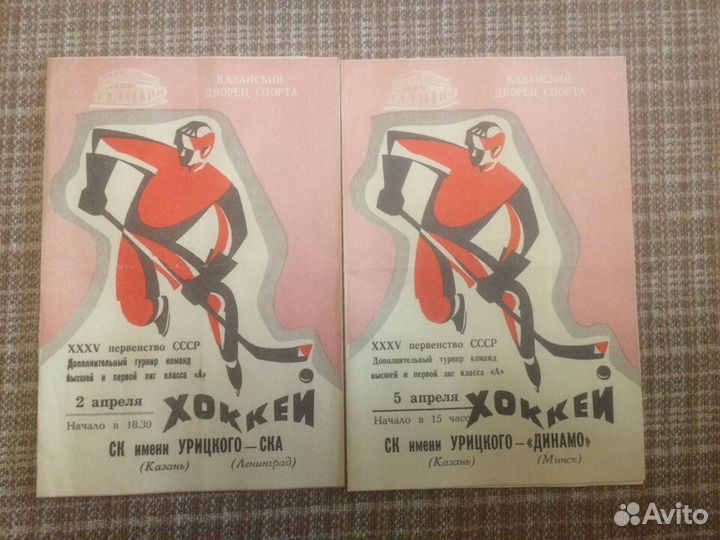 КАЗАНСКИЙ
ДВОРЕЦ СПОРТА
XXXV первенство СССР
Дополнительный турнир команд
высшей и первой лиг класса «А»
2 апреля
ХОККЕЙ
Начало в 18.30
СК имени УРИЦКОГО — СКА
(Казань) (Ленинград)
КАЗАНСКИЙ
ДВОРЕЦ СПОРТА
XXXV первенство СССР
Дополнительный турнир команд
высшей и первой лиг класса «А»
5 апреля
ХОККЕЙ
Начало в 15 часо
СК имени УРИЦКОГО — «ДИНАМО»
(Казань) (Минск)
Avito